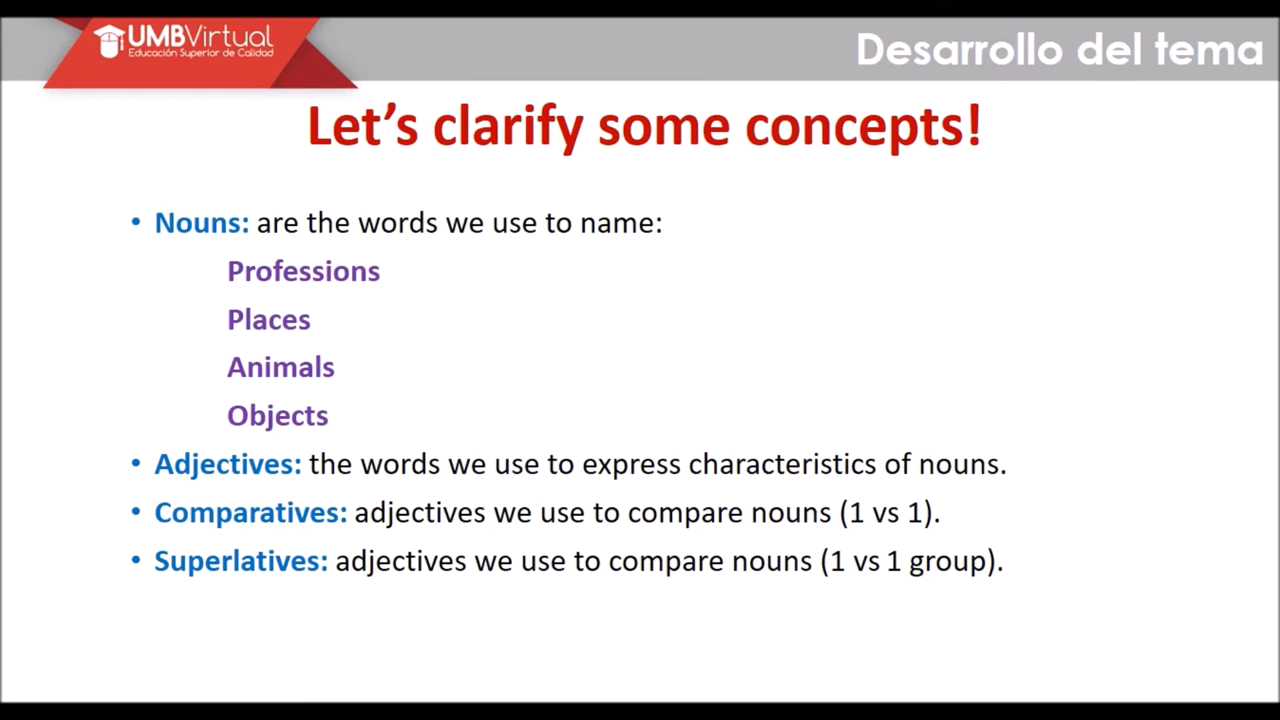 UMBVirtual
Educación Superior de Calidad
Desarrollo del tema
Let's clarify some concepts!
• Nouns: are the words we use to name:
Professions
Places
Animals
Objects
• Adjectives: the words we use to express characteristics of nouns.
• Comparatives: adjectives we use to compare nouns (1 vs 1).
• Superlatives: adjectives we use to compare nouns (1 vs 1 group).